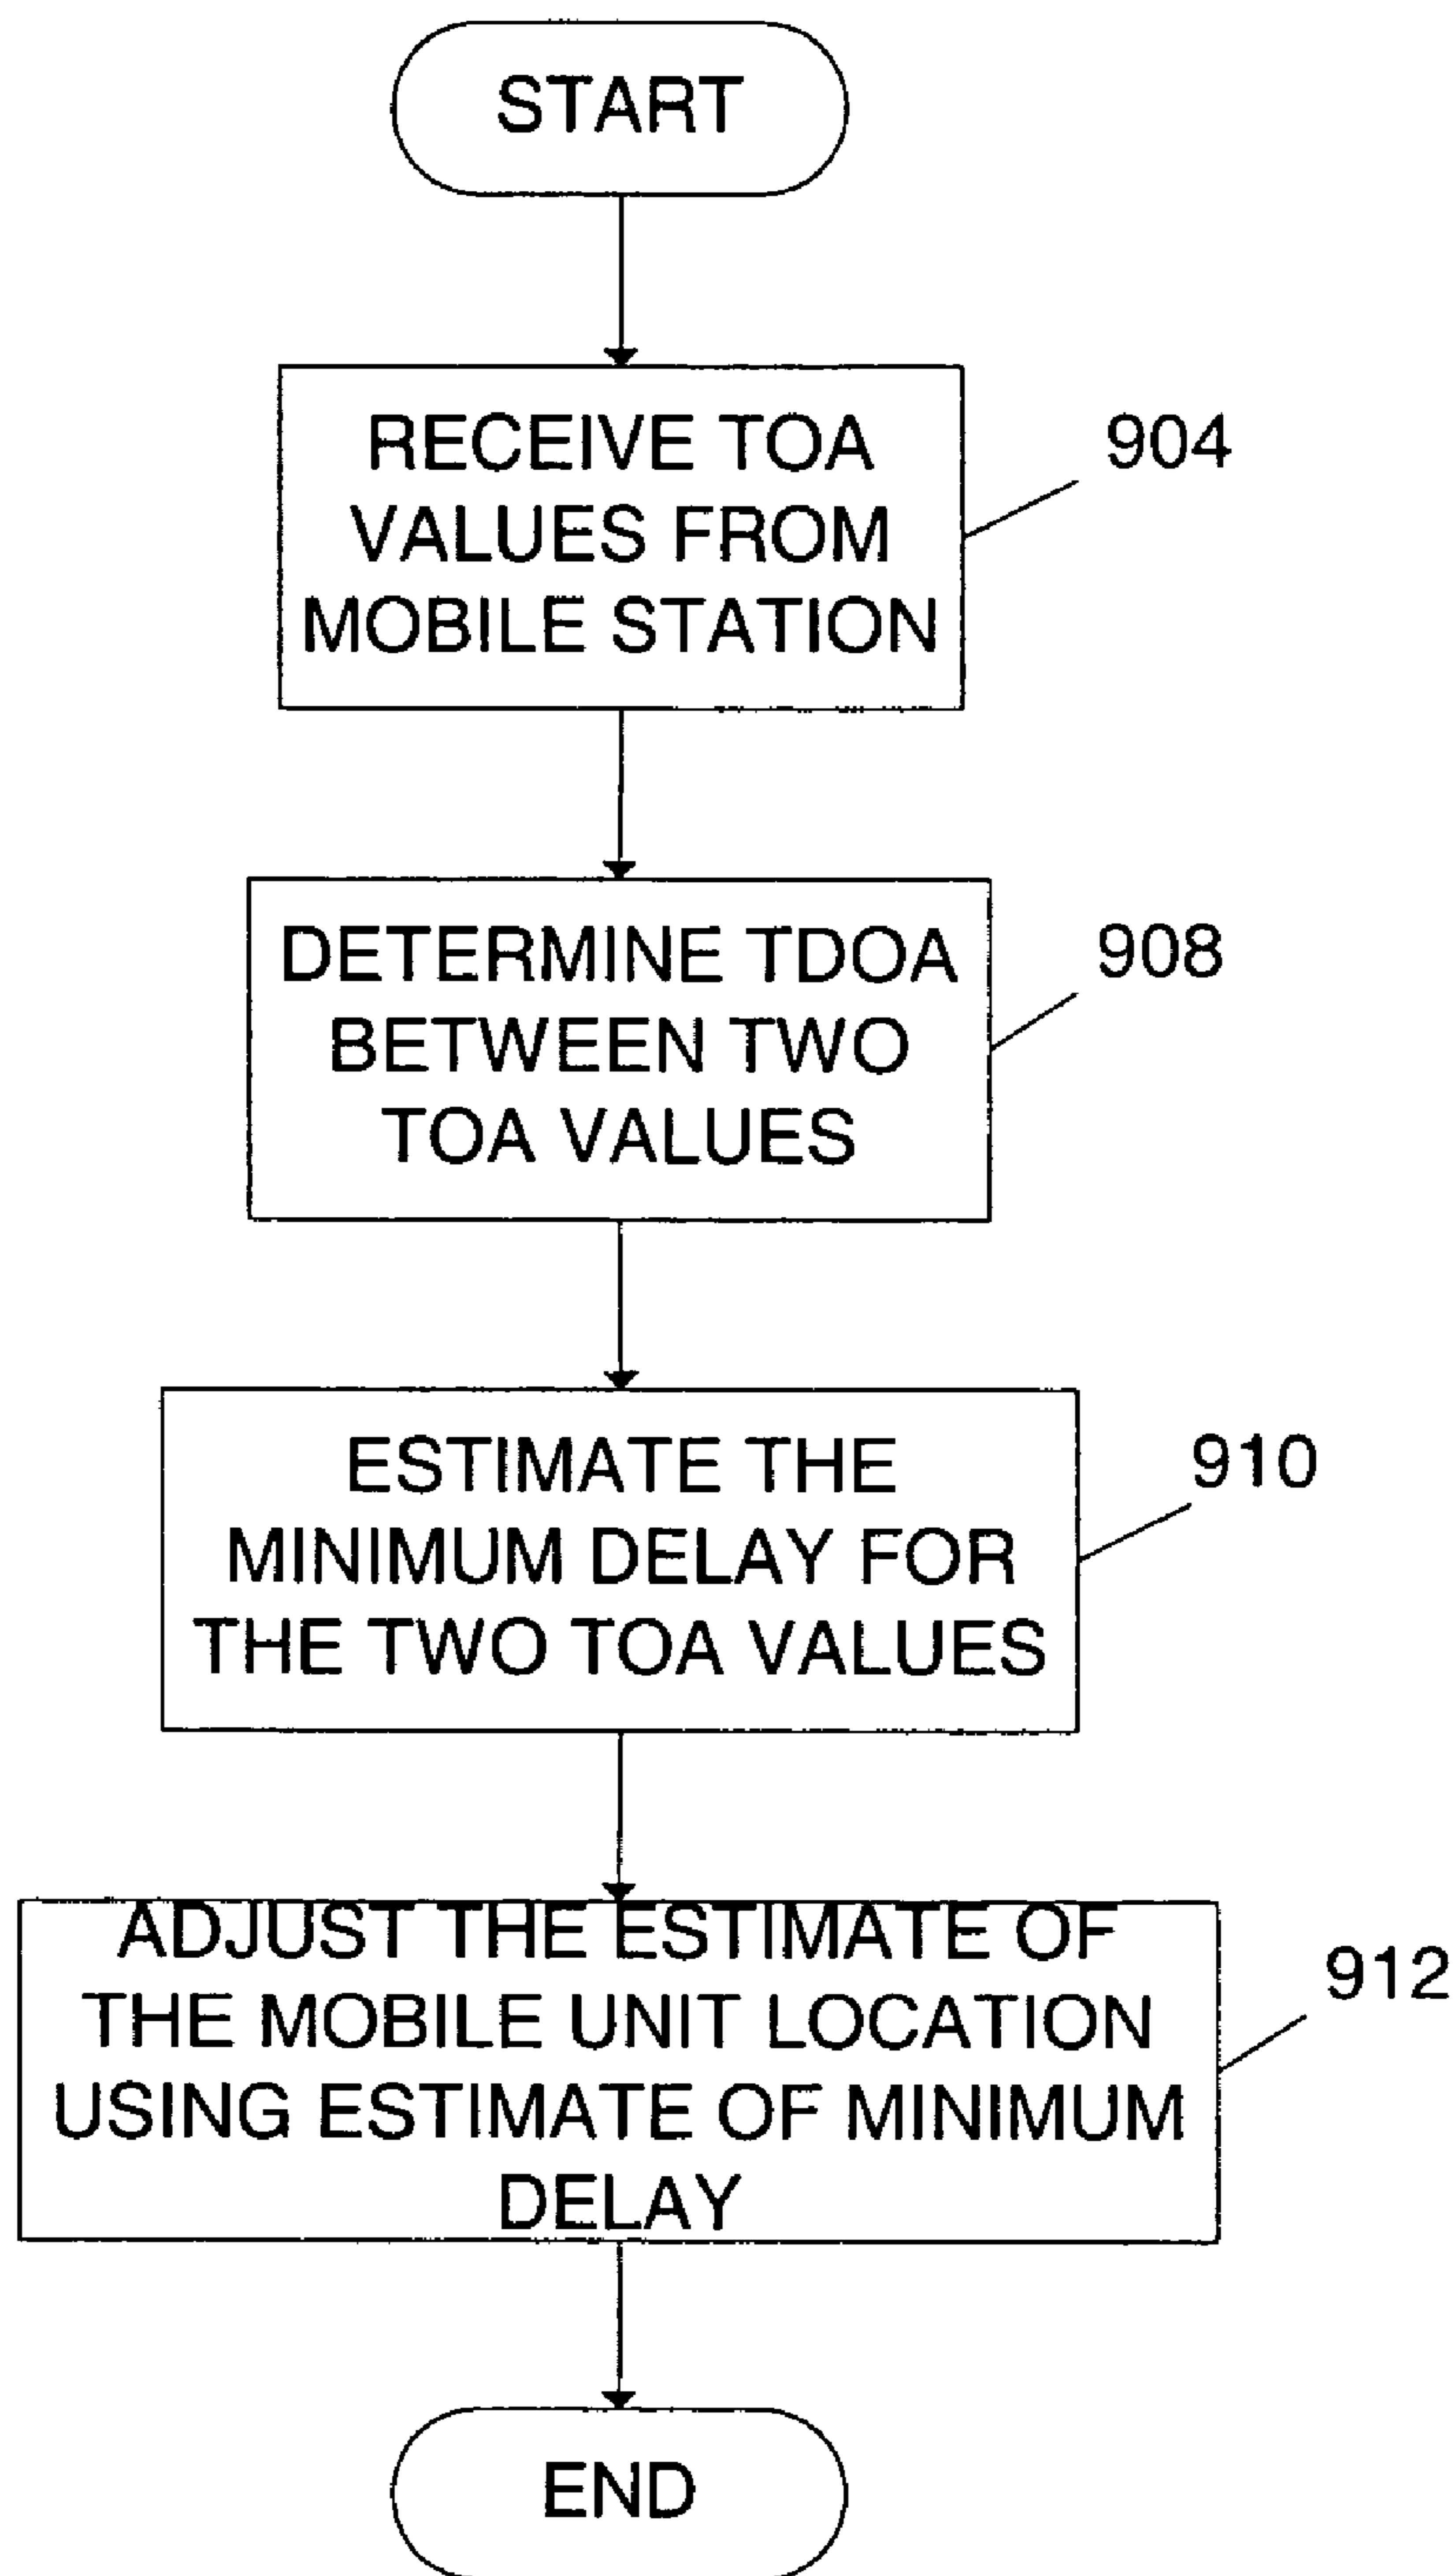 START
RECEIVE TOA
VALUES FROM
MOBILE STATION
904
DETERMINE TDOA
BETWEEN TWO
TOA VALUES
908
ESTIMATE THE
MINIMUM DELAY FOR
THE TWO TOA VALUES
910
ADJUST THE ESTIMATE OF
THE MOBILE UNIT LOCATION
USING ESTIMATE OF MINIMUM
DELAY
912
END